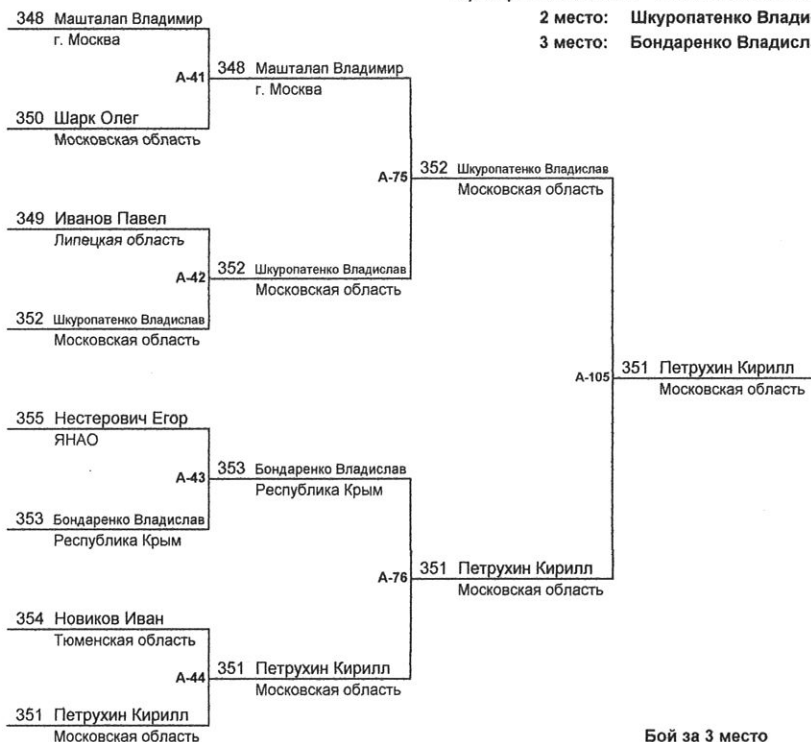 2 место: Шкуропатенко Влади
3 место: Бондаренко Владисл
348 Машталап Владимир
г. Москва
А-41
348 Машталап Владимир
г. Москва
350 Шарк Олег
Московская область
А-75
352 Шкуропатенко Владислав
Московская область
349 Иванов Павел
Липецкая область
А-42
352 Шкуропатенко Владислав
Московская область
352 Шкуропатенко Владислав
Московская область
А-105
351 Петрухин Кирилл
Московская область
355 Нестерович Егор
ЯНАО
А-43
353 Бондаренко Владислав
Республика Крым
353 Бондаренко Владислав
Республика Крым
А-76
351 Петрухин Кирилл
Московская область
354 Новиков Иван
Тюменская область
А-44
351 Петрухин Кирилл
Московская область
351 Петрухин Кирилл
Московская область
Бой за 3 место